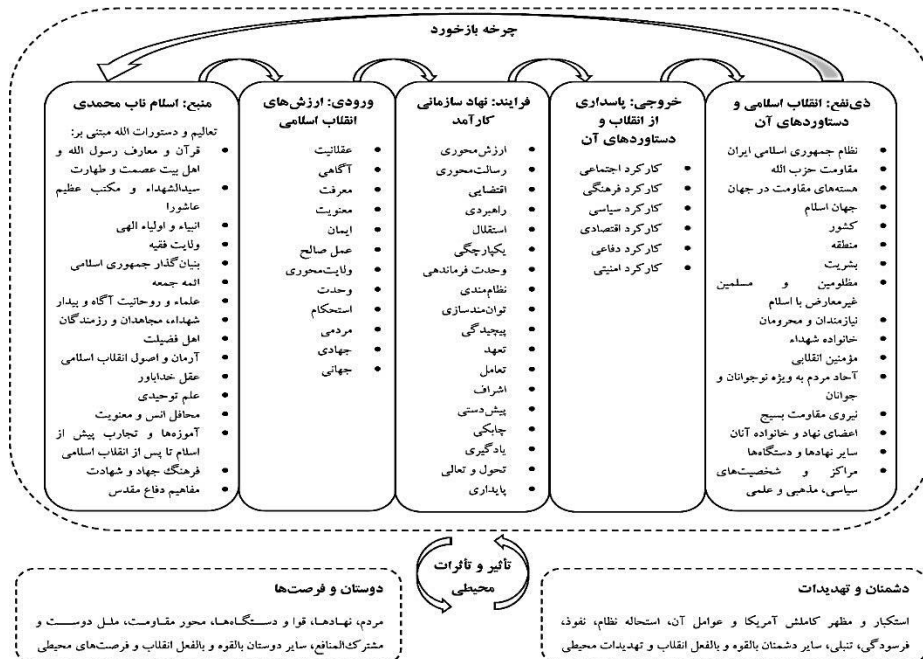 چرخه بازخورد
منبع: اسلام ناب محمدی
تعالیم و دستورات الله مبتنی بر:
قرآن و معارف رسول الله و
اهل بیت عصمت و طهارت
سیدالشهداء و مکتب عظیم
عاشورا
انبیاء و اولیاء الهی
ولایت فقیه
بنیان‌گذار جمهوری اسلامی
ائمه جمعه
علماء و روحانیت آگاه و بیدار
شهداء، مجاهدان و رزمندگان
اهل فضیلت
آرمان و اصول انقلاب اسلامی
عقل خداباور
علم توحیدی
محافل انس و معنویت
آموزه‌ها و تجارب پیش از
اسلام تا پس از انقلاب اسلامی
فرهنگ جهاد و شهادت
مفاهیم دفاع مقدس
ورودی: ارزش‌های
انقلاب اسلامی
عقلانیت
آگاهی
معرفت
معنویت
ایمان
عمل صالح
ولایت‌محوری
وحدت
استحکام
مردمی
جهادی
جهانی
فرایند: نهاد سازمانی
کارآمد
ارزش‌محوری
رسالت‌محوری
اقتضایی
راهبردی
استقلال
یکپارچگی
وحدت فرماندهی
نظام‌مندی
توان‌مندسازی
پیچیدگی
تعهد
تعامل
اشراف
پیش‌دستی
چابکی
یادگیری
تحول و تعالی
پایداری
خروجی: پاسداری
از انقلاب و
دستاوردهای آن
کارکرد اجتماعی
کارکرد فرهنگی
کارکرد سیاسی
کارکرد اقتصادی
کارکرد دفاعی
کارکرد امنیتی
ذی‌نفع: انقلاب اسلامی و
دستاوردهای آن
نظام جمهوری اسلامی ایران
مقاومت حزب الله
هسته‌های مقاومت در جهان
جهان اسلام
کشور
منطقه
بشریت
مظلومین و مسلمین
غیرمعارض با اسلام
نیازمندان و محرومان
خانواده شهداء
مؤمنین انقلابی
آحاد مردم به ویژه نوجوانان و
جوانان
نیروی مقاومت بسیج
اعضای نهاد و خانواده آنان
سایر نهادها و دستگاه‌ها
مراکز و شخصیت‌های
سیاسی، مذهبی و علمی
تأثیر و تأثرات
محیطی
دوستان و فرصت‌ها
مردم، نهادها، قوا و دستگاه‌ها، محور مقاومت، ملل دوست و
مشترک‌المنافع، سایر دوستان بالقوه و بالفعل انقلاب و فرصت‌های محیطی
دشمنان و تهدیدات
استکبار و مظهر کاملش آمریکا و عوامل آن، استحاله نظام، نفوذ،
فرسودگی، تنبلی، سایر دشمنان بالقوه و بالفعل انقلاب و تهدیدات محیطی